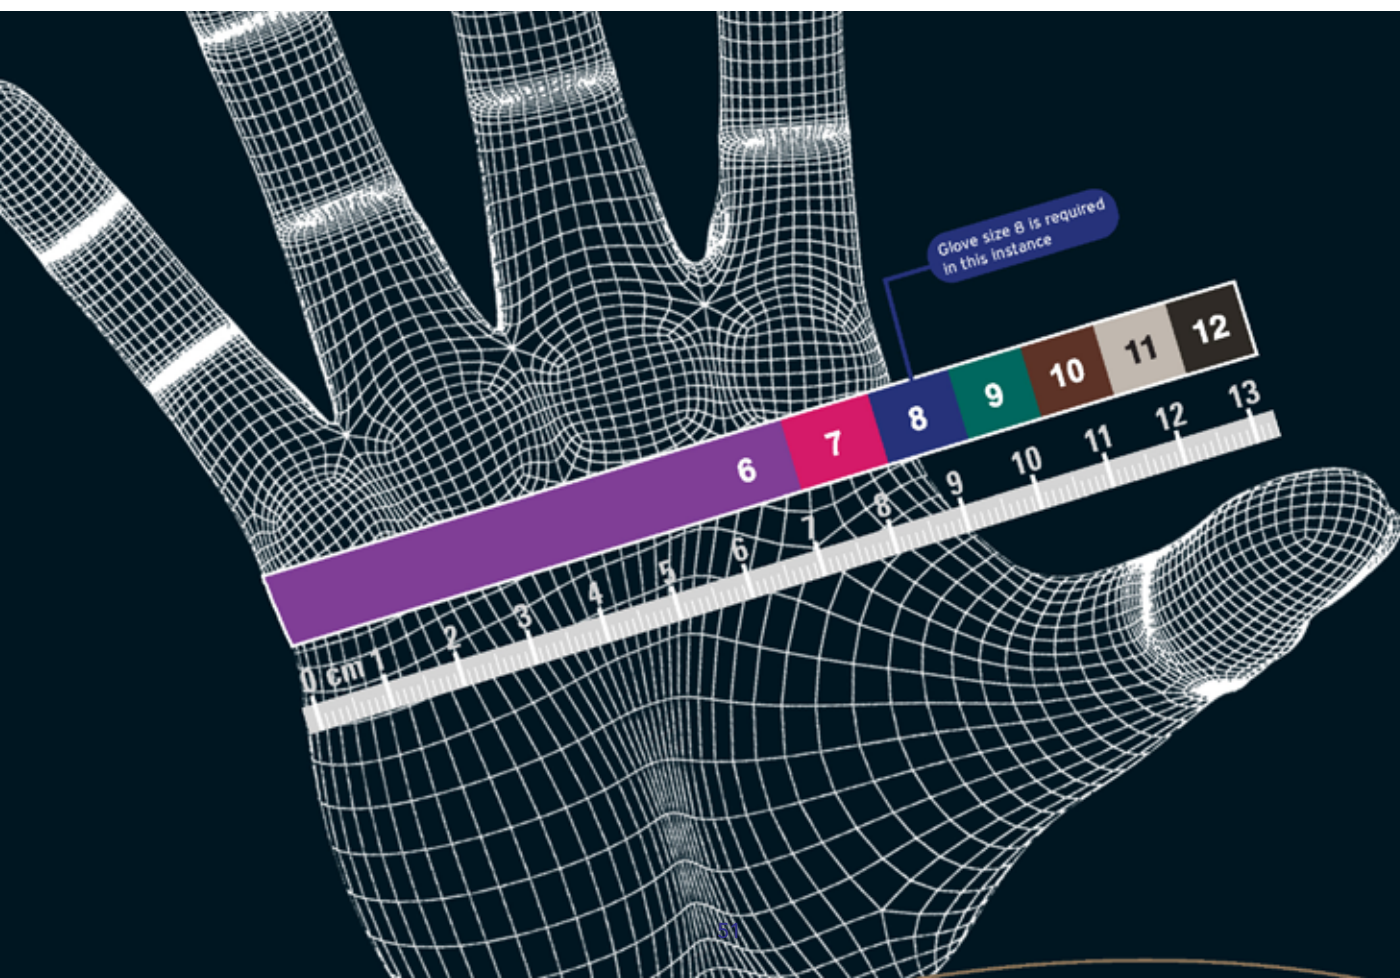 Glove size 8 is required
in this instance
6 7 8 9 10 11 12
0 cm 1 2 3 4 5 6 7 8 9 10 11 12 13